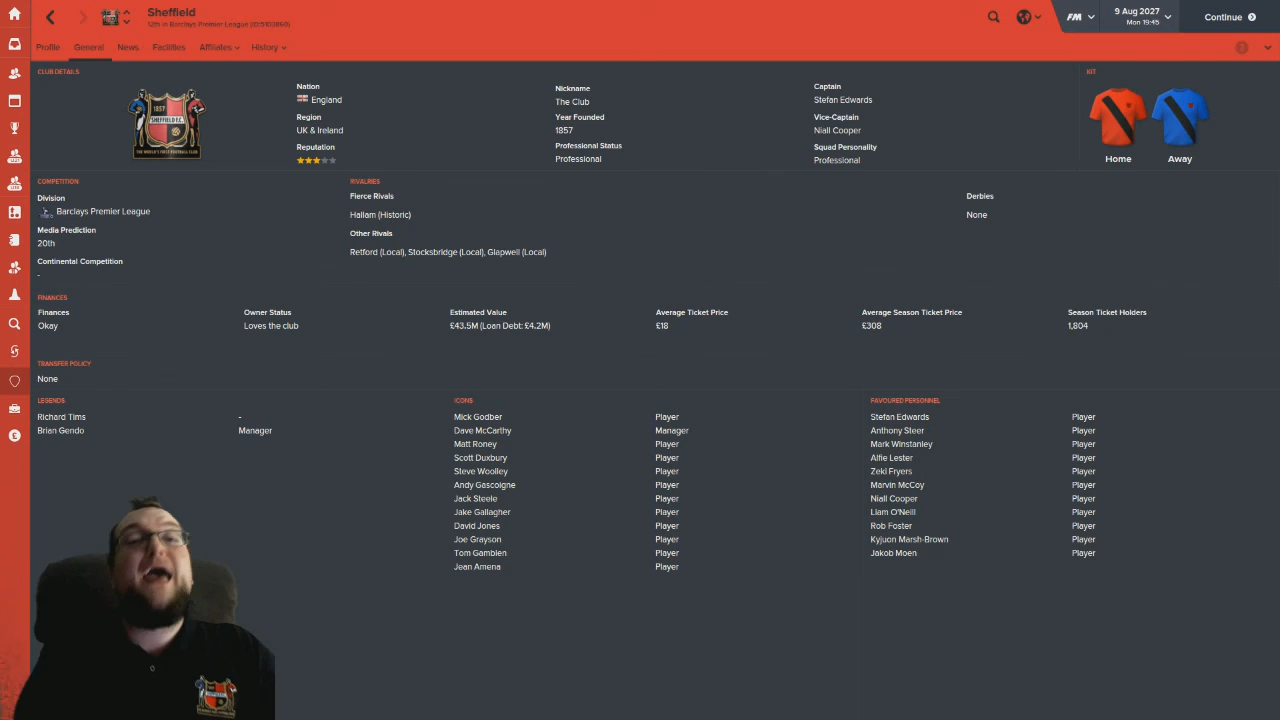 Sheffield
12th in Barclays Premier League
FM
9 Aug 2027
Mon 19:45
Continue
Profile
General
News
Facilities
Affiliates
History
CLUB DETAILS
KIT
1857
SHEFFIELD F.C.
THE WORLD'S FIRST FOOTBALL CLUB
Nation
England
Region
UK & Ireland
Reputation
Nickname
The Club
Year Founded
1857
Professional Status
Professional
Captain
Stefan Edwards
Vice-Captain
Niall Cooper
Squad Personality
Professional
Home
Away
COMPETITION
Division
Barclays Premier League
Media Prediction
20th
Continental Competition
-
RIVALRIES
Fierce Rivals
Hallam (Historic)
Other Rivals
Retford (Local), Stocksbridge (Local), Glapwell (Local)
Derbies
None
FINANCES
Finances
Okay
Owner Status
Loves the club
Estimated Value
£43.5M (Loan Debt: £4.2M)
Average Ticket Price
£18
Average Season Ticket Price
£308
Season Ticket Holders
1,804
TRANSFER POLICY
None
LEGENDS
Richard Tims -
Brian Gendo Manager
ICONS
Mick Godber Player
Dave McCarthy Manager
Matt Roney Player
Scott Duxbury Player
Steve Woolley Player
Andy Gascoigne Player
Jack Steele Player
Jake Gallagher Player
David Jones Player
Joe Grayson Player
Tom Gamblen Player
Jean Amena Player
FAVOURED PERSONNEL
Stefan Edwards Player
Anthony Steer Player
Mark Winstanley Player
Alfie Lester Player
Zeki Fryers Player
Marvin McCoy Player
Niall Cooper Player
Liam O'Neill Player
Rob Foster Player
Kyjuon Marsh-Brown Player
Jakob Moen Player